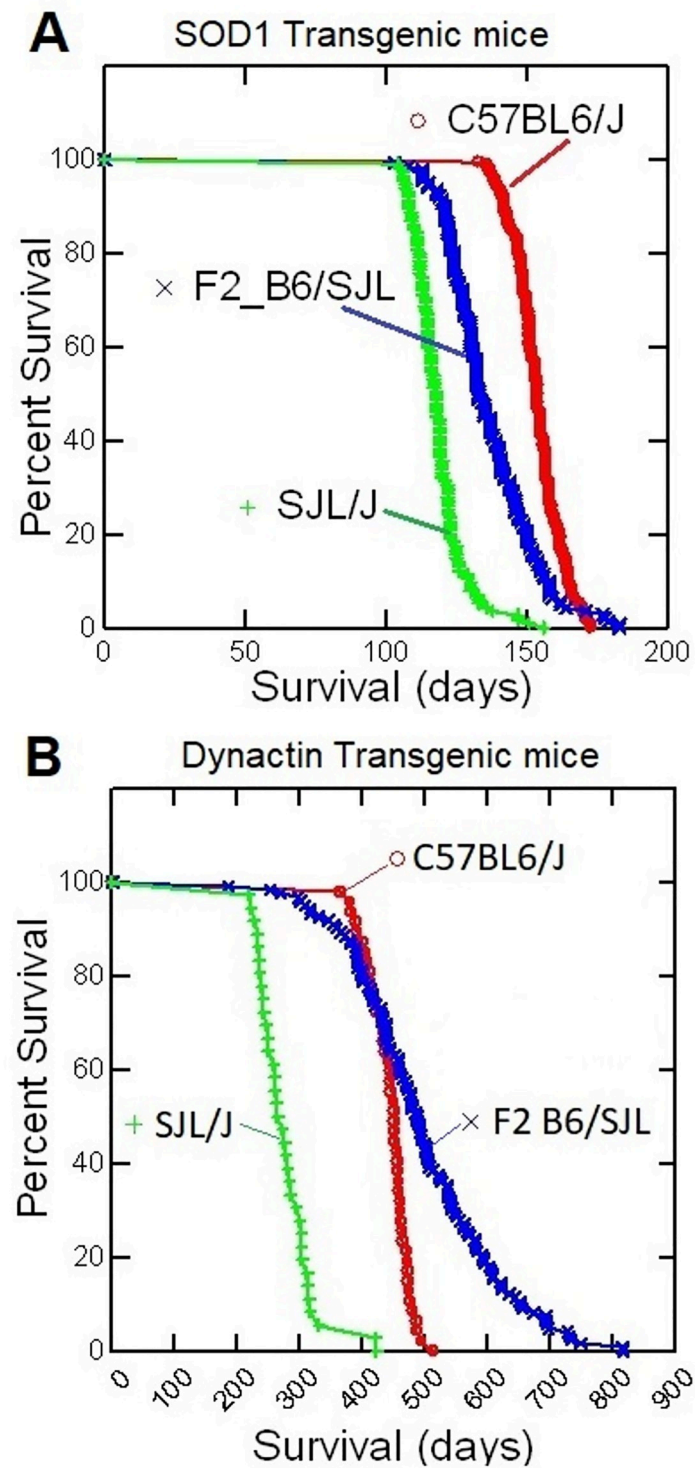 A SOD1 Transgenic mice
C57BL6/J
100
80
F2_B6/SJL
60
40
SJL/J
20
0
0 50 100 150 200
Percent Survival
Survival (days)
B Dynactin Transgenic mice
C57BL6/J
100
80
60
SJL/J
F2 B6/SJL
40
20
0
0 100 200 300 400 500 600 700 800 900
Percent Survival
Survival (days)